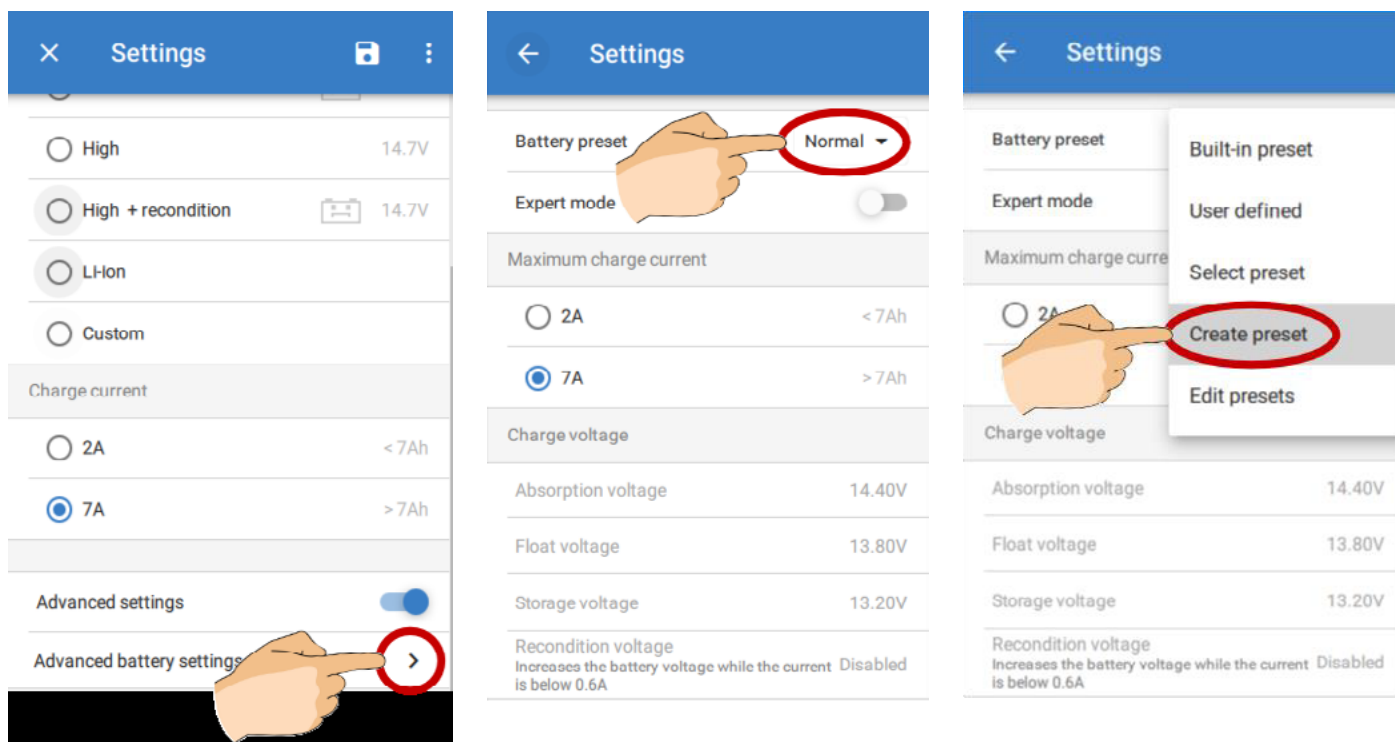 Settings
High 14.7V
High + recondition 14.7V
Li-Ion
Custom
Charge current
2A < 7Ah
7A > 7Ah
Advanced settings
Advanced battery settings
Settings
Battery preset Normal
Expert mode
Maximum charge current
2A < 7Ah
7A > 7Ah
Charge voltage
Absorption voltage 14.40V
Float voltage 13.80V
Storage voltage 13.20V
Recondition voltage
Increases the battery voltage while the current Disabled
is below 0.6A
Settings
Battery preset
Expert mode
Maximum charge curre
2A
Built-in preset
User defined
Select preset
Create preset
Edit presets
Charge voltage
Absorption voltage 14.40V
Float voltage 13.80V
Storage voltage 13.20V
Recondition voltage
Increases the battery voltage while the current Disabled
is below 0.6A